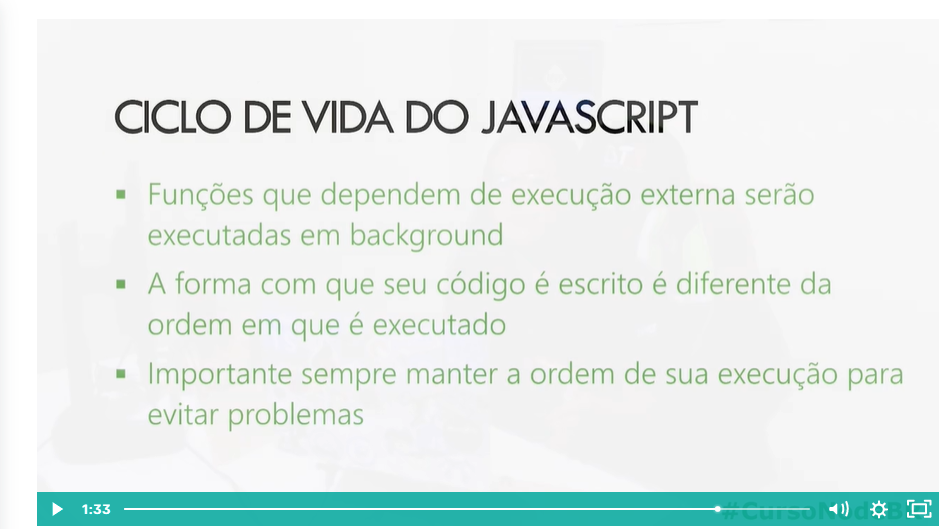 CICLO DE VIDA DO JAVASCRIPT
Funções que dependem de execução externa serão
executadas em background
A forma com que seu código é escrito é diferente da
ordem em que é executado
Importante sempre manter a ordem de sua execução para
evitar problemas
1:33